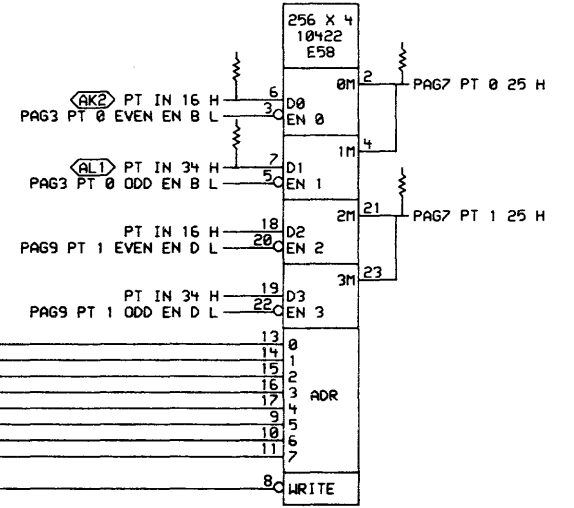 256 X 4
10422
E58
0M 2 PAG7 PT 0 25 H
AK2 PT IN 16 H 6 D0
PAG3 PT 0 EVEN EN B L 3 EN 0
1M 4
AL1 PT IN 34 H 7 D1
PAG3 PT 0 ODD EN B L 5 EN 1
2M 21 PAG7 PT 1 25 H
PT IN 16 H 18 D2
PAG9 PT 1 EVEN EN D L 20 EN 2
3M 23
PT IN 34 H 19 D3
PAG9 PT 1 ODD EN D L 22 EN 3
13 0
14 1
15 2
16 3 ADR
17 4
9 5
10 6
11 7
8 WRITE